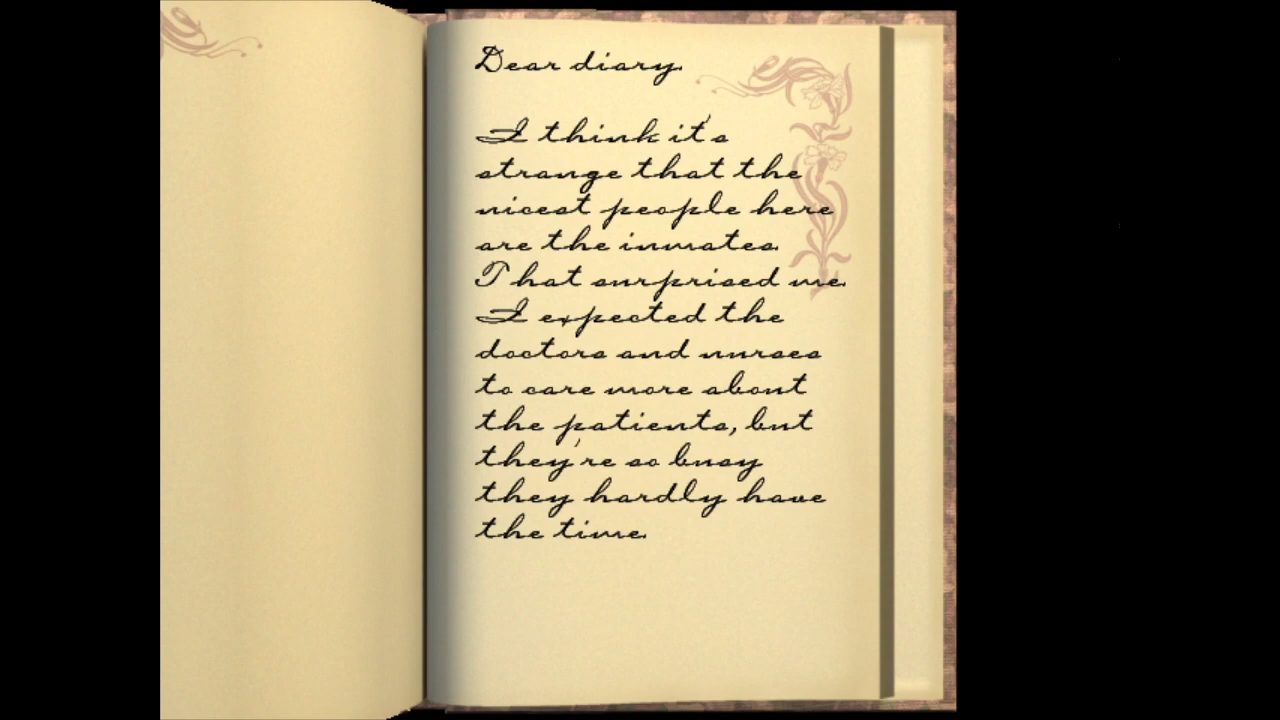 Dear diary.
I think it's
strange that the
nicest people here
are the inmates.
That surprised me.
I expected the
doctors and nurses
to care more about
the patients, but
they're so busy
they hardly have
the time.